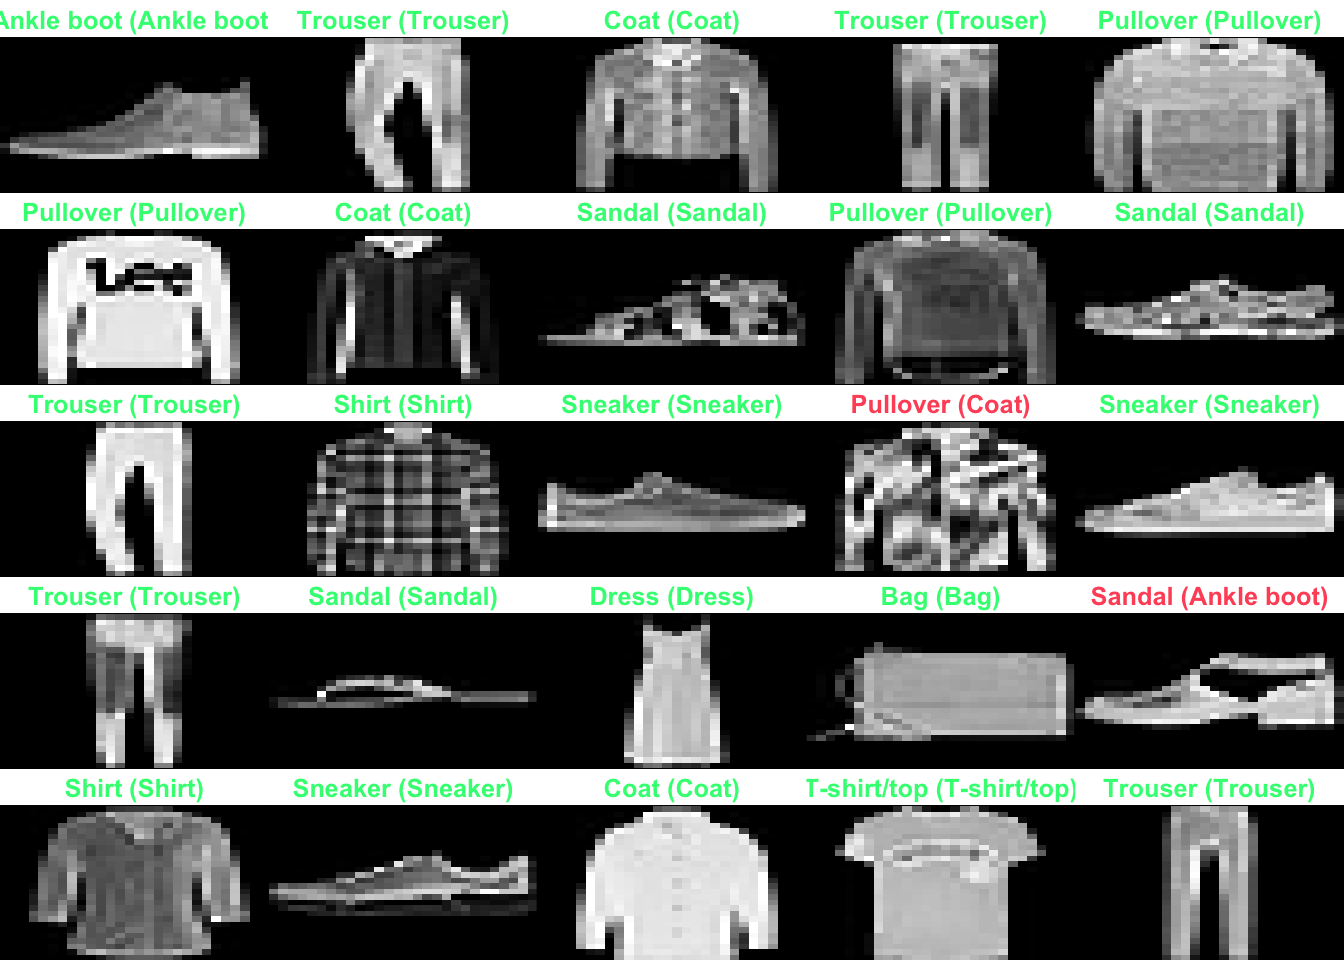 Ankle boot (Ankle boot Trouser (Trouser) Coat (Coat) Trouser (Trouser) Pullover (Pullover)
Pullover (Pullover) Coat (Coat) Sandal (Sandal) Pullover (Pullover) Sandal (Sandal)
Lee
Trouser (Trouser) Shirt (Shirt) Sneaker (Sneaker) Pullover (Coat) Sneaker (Sneaker)
Trouser (Trouser) Sandal (Sandal) Dress (Dress) Bag (Bag) Sandal (Ankle boot)
Shirt (Shirt) Sneaker (Sneaker) Coat (Coat) T-shirt/top (T-shirt/top) Trouser (Trouser)